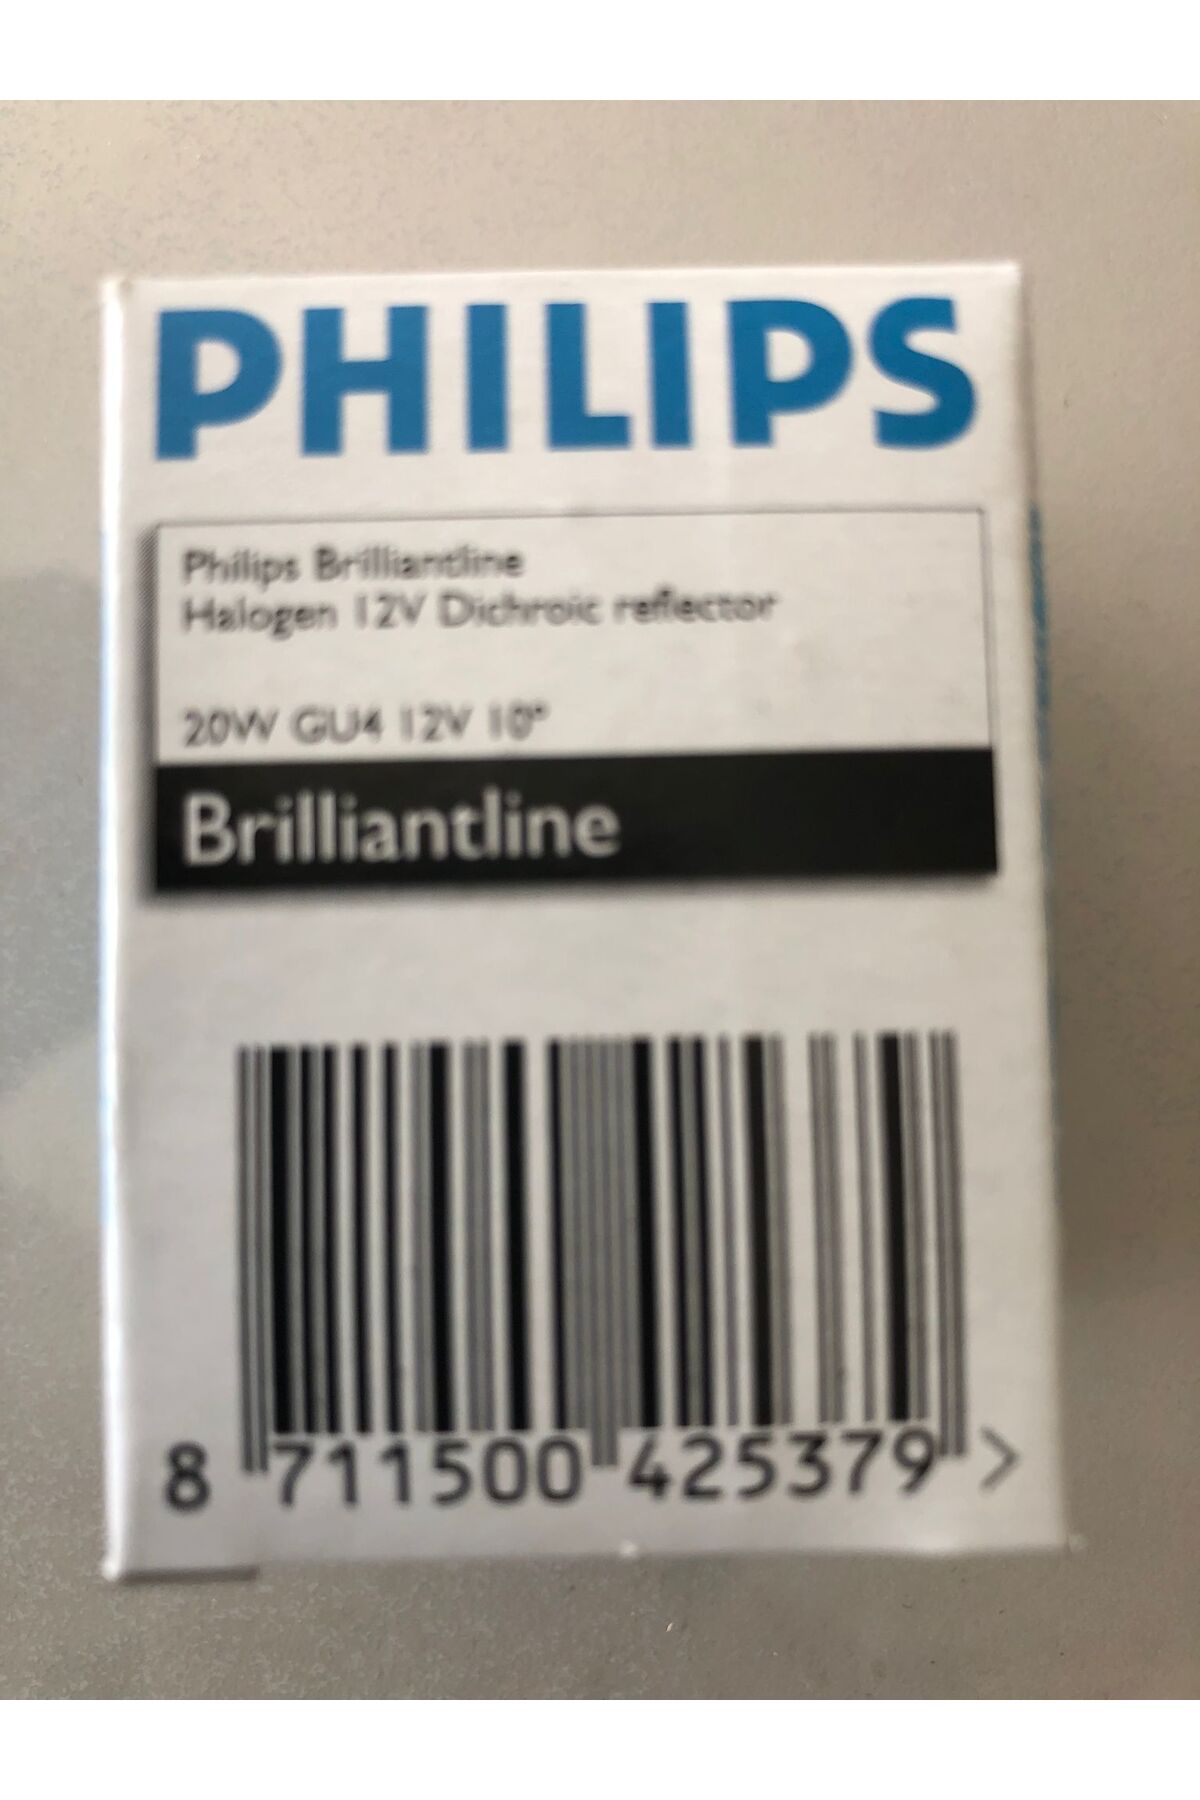 PHILIPS
Philips Brilliantline
Halogen 12V Dichroic reflector
20W GU4 12V 10°
Brilliantline
8 711500 425379 >